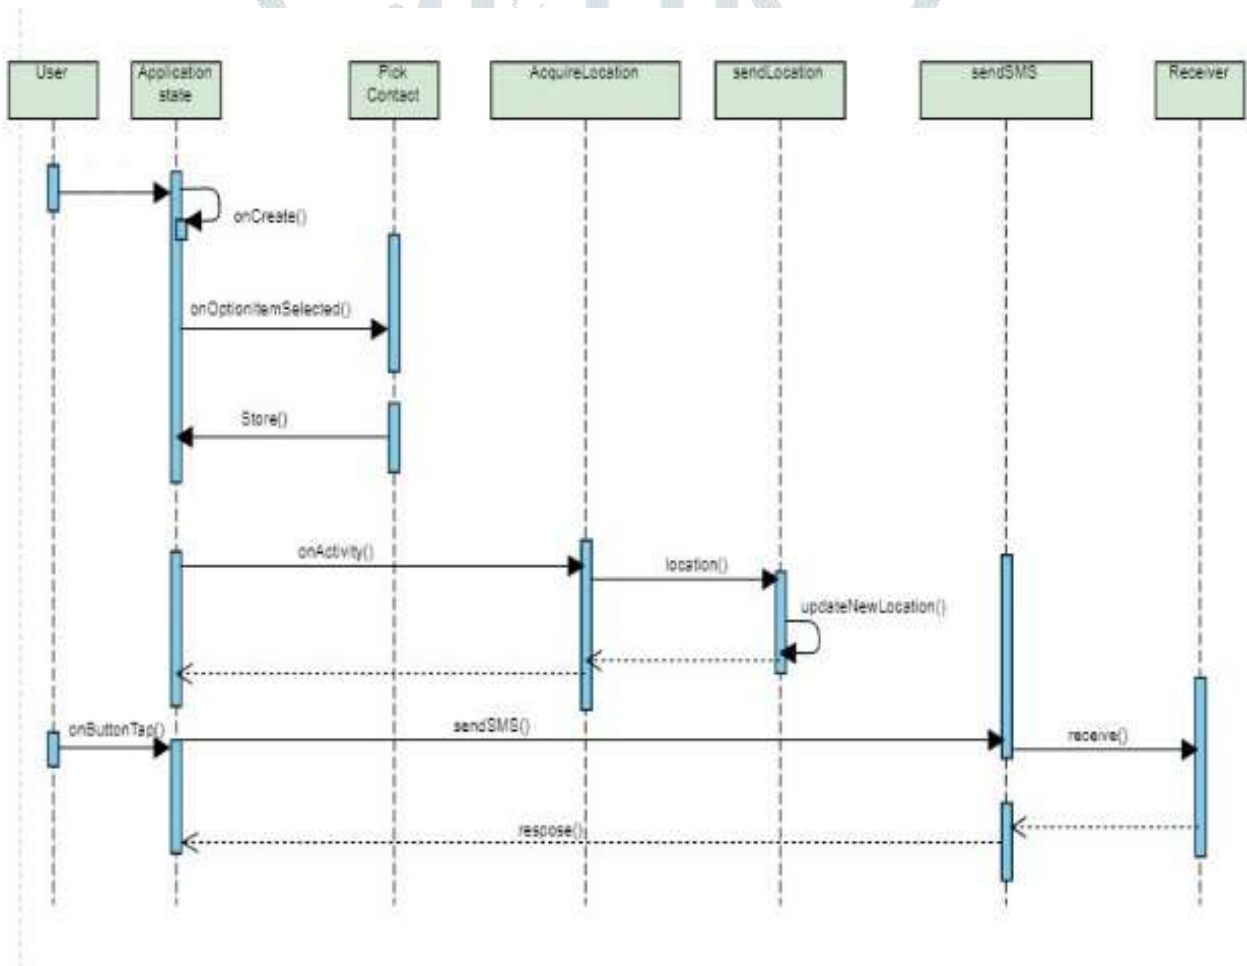 User
Application
state
Pick
Contact
AcquireLocation
sendLocation
sendSMS
Receiver
onCreate()
onOptionItemSelected()
Store()
onActivity()
location()
updateNewLocation()
onButtonTap()
sendSMS()
receive()
respose()